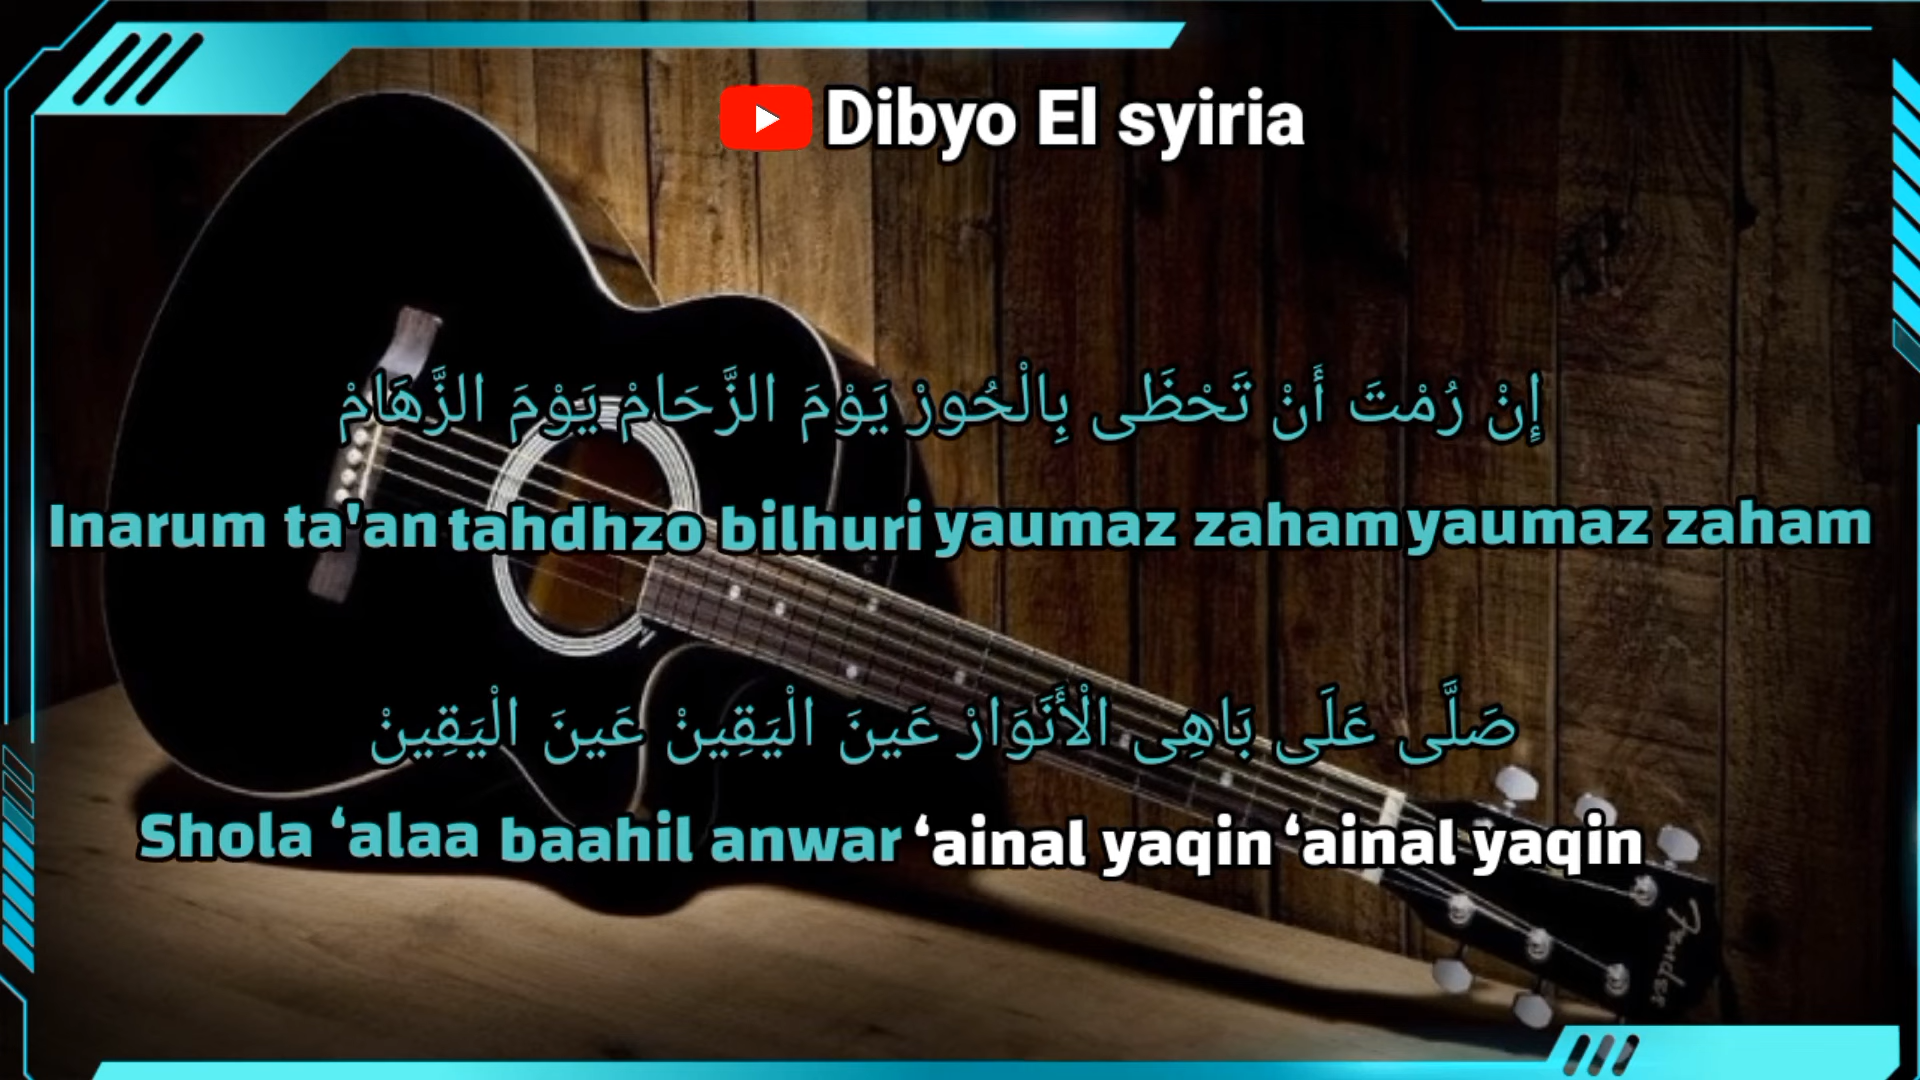 Dibyo El syiria
إِنْ رُمْتَ أَنْ تَحْظَى بِالْحُورْ يَوْمَ الزَّحَامْ يَوْمَ الزَّهَامْ
Inarum ta'an tahdhzo bilhuri yaumaz zaham yaumaz zaham
صَلَّى عَلَى بَاهِى الْأَنَّوَارْ عَينَ الْيَقِينْ عَينَ الْيَقِينْ
Shola ‘alaa baahil anwar ‘ainal yaqin ‘ainal yaqin
Fender